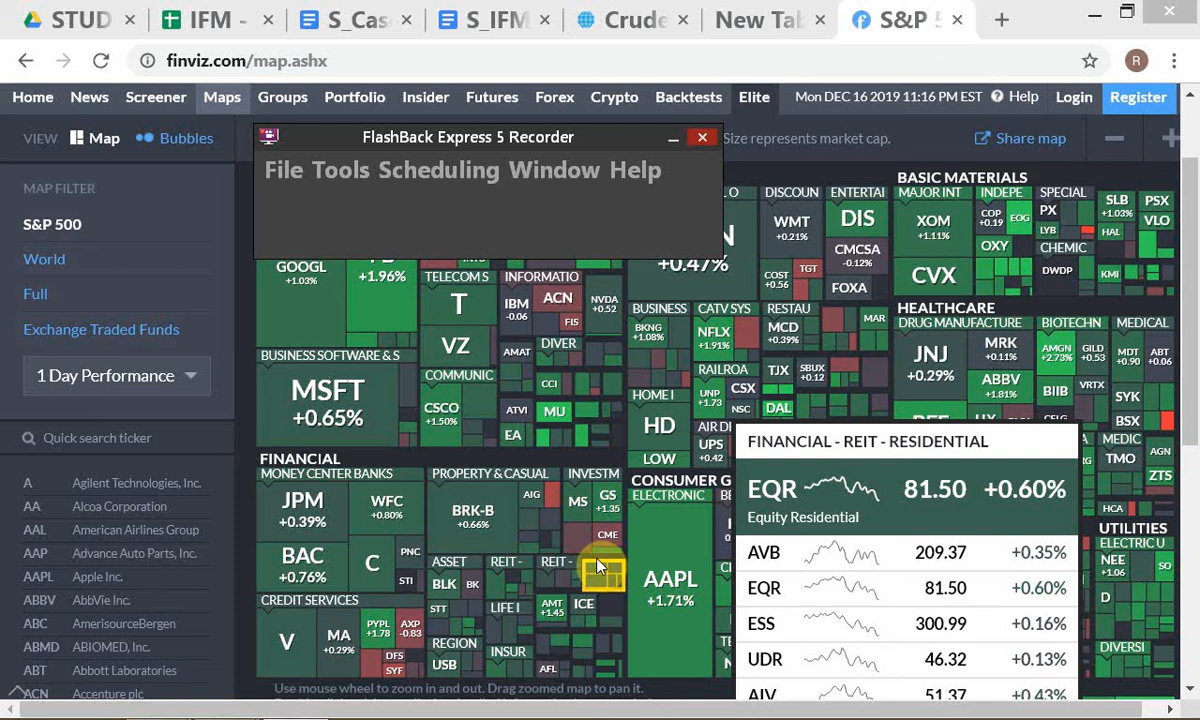 STUD
IFM -
S_Cas
S_IFM
Crude
New Tab
S&P 5
finviz.com/map.ashx
R
Home News Screener Maps Groups Portfolio Insider Futures Forex Crypto Backtests Elite Mon DEC 16 2019 11:16 PM EST Help Login Register
VIEW Map Bubbles
Size represents market cap.
Share map
FlashBack Express 5 Recorder
File Tools Scheduling Window Help
MAP FILTER
S&P 500
World
Full
Exchange Traded Funds
1 Day Performance
Quick search ticker
A Agilent Technologies, Inc.
AA Alcoa Corporation
AAL American Airlines Group
AAP Advance Auto Parts, Inc.
AAPL Apple Inc.
ABBV AbbVie Inc.
ABC AmerisourceBergen
ABMD ABIOMED, Inc.
ABT Abbott Laboratories
ACN Accenture plc
GOOGL
+1.03%
+1.96%
BUSINESS SOFTWARE & S
MSFT
+0.65%
TELECOM S
T
VZ
COMMUNIC
CSCO
+1.50%
INFORMATIO
IBM
-0.06
ACN
FIS
NVDA
+0.52
AMAT
DIVER
CCI
ATVI
MU
EA
N
+0.47%
DISCOUN
WMT
+0.21%
COST
+0.56
TGT
ENTERTAI
DIS
CMCSA
-0.12%
FOXA
BUSINESS
BKNG
+1.08%
CATV SYS
NFLX
+1.91%
RESTAU
MCD
+0.39%
MAR
RAILROA
UNP
+1.73
CSX
NSC
TJX
SBUX
+0.12
DAL
HOME I
HD
LOW
AIR D
UPS
+0.42
BASIC MATERIALS
MAJOR INT
XOM
+1.11%
CVX
INDEPE
COP
+0.19
EOG
OXY
SPECIAL
PX
LYB
CHEMIC
DWDP
SLB
+1.03%
HAL
PSX
VLO
KMI
HEALTHCARE
DRUG MANUFACTURE
JNJ
+0.29%
MRK
+0.11%
ABBV
+1.81%
BIOTECHN
AMGN
+2.73%
GILD
+0.53
BIIB
VRTX
MEDICAL
MDT
+0.90
ABT
+0.06
SYK
BSX
MEDIC
TMO
AGN
ZTS
HCA
FINANCIAL
MONEY CENTER BANKS
JPM
+0.39%
WFC
+0.80%
BAC
+0.76%
C
PNC
STI
PROPERTY & CASUAL
BRK-B
+0.66%
AIG
INVESTM
MS
GS
+1.35
CME
ASSET
BLK
BK
STT
REIT -
REIT -
AMT
+1.45
ICE
LIFE I
CREDIT SERVICES
V
MA
+0.29%
PYPL
+1.78
AXP
-0.83
DFS
SYF
REGION
USB
INSUR
AFL
CONSUMER G
ELECTRONIC
AAPL
+1.71%
FINANCIAL - REIT - RESIDENTIAL
EQR 81.50 +0.60%
Equity Residential
AVB 209.37 +0.35%
EQR 81.50 +0.60%
ESS 300.99 +0.16%
UDR 46.32 +0.13%
AIV 51.37 +0.43%
UTILITIES
ELECTRIC U
NEE
+1.06
SO
D
DIVERSI
Use mouse wheel to zoom in and out. Drag zoomed map to pan it.